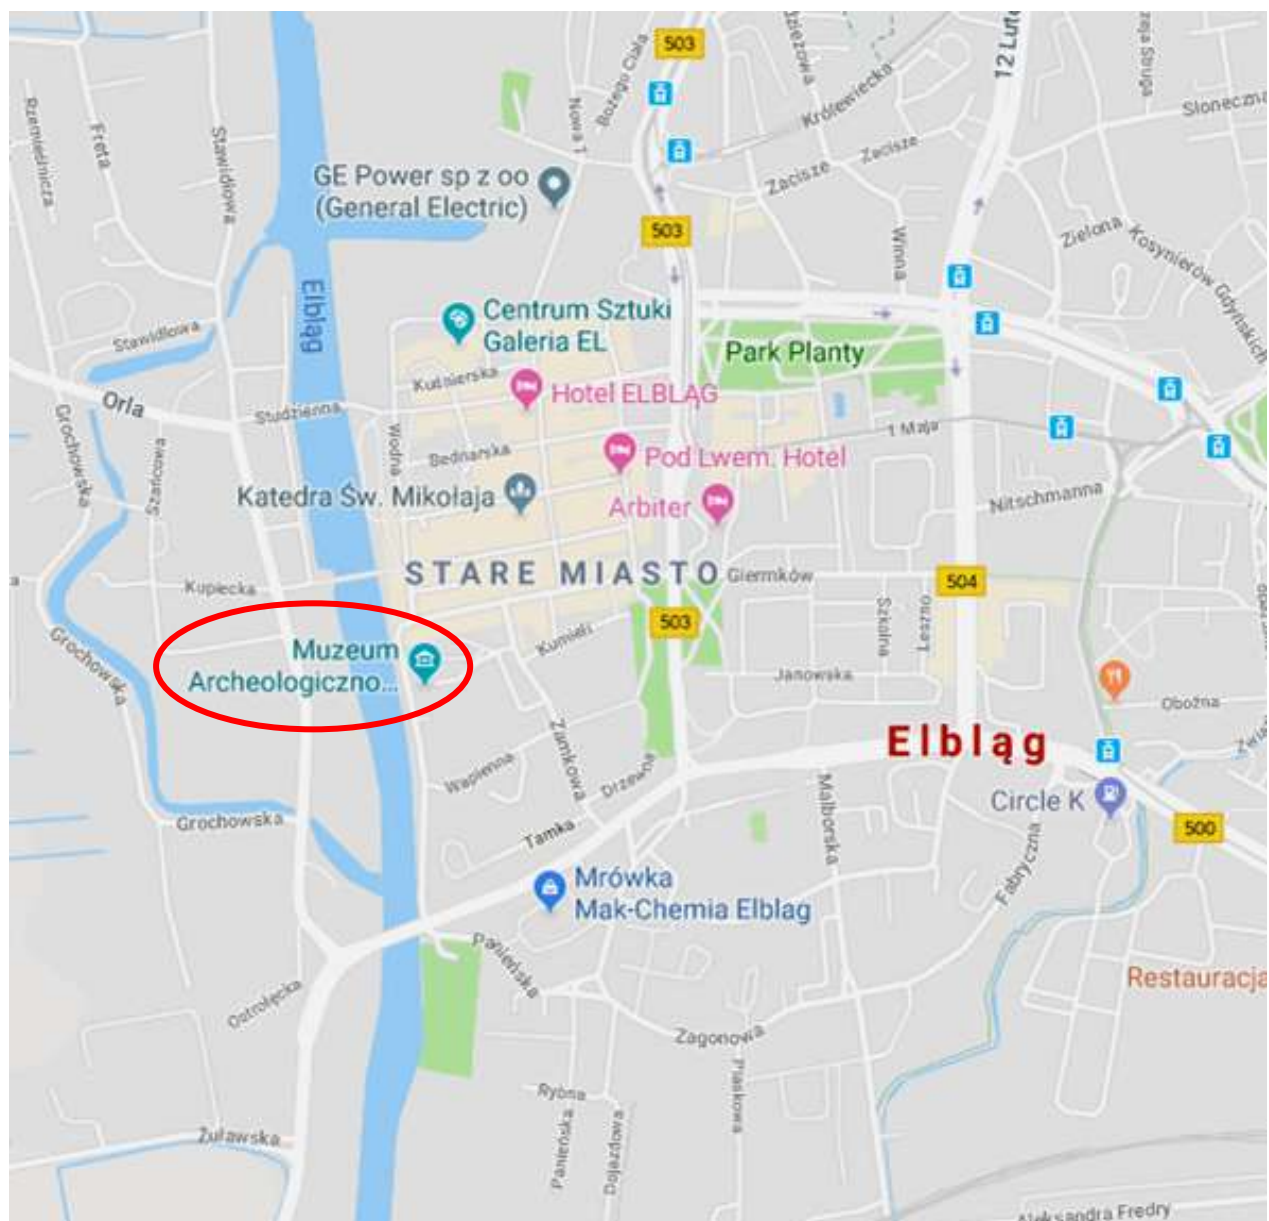 503
12 Lute
Bożego Ciała
Nowa T
Królewiecka
Słoneczna
Rzemieślnicza
Freta
Stawidłowa
Zacisze
Zacisze
GE Power sp z oo
(General Electric)
503
Winna
Zielona
Kosynierów Gdyńskich
Elbląg
Centrum Sztuki
Galeria EL
Stawidłowa
Park Planty
Kuśnierska
Hotel ELBLĄG
Orla
Studzienna
Grochowska
Szańcowa
Wodna
Bednarska
1 Maja
Pod Lwem. Hotel
Katedra Św. Mikołaja
Arbiter
Nitschmanna
STARE MIASTO
Giermków
504
Kupiecka
503
Szkolna
Leszno
Kumieli
Grochowska
Muzeum
Archeologiczno...
Janowska
Obożna
Zamkowa
Elbląg
Wapienna
Drzewna
Malborska
Circle K
Grochowska
Tamka
500
Fabryczna
Mrówka
Mak-Chemia Elblag
Panieńska
Restauracja
Ostrołęcka
Zagonowa
Piaskowa
Rybna
Panieńska
Dojazdowa
Żuławska
Aleksandra Fredry